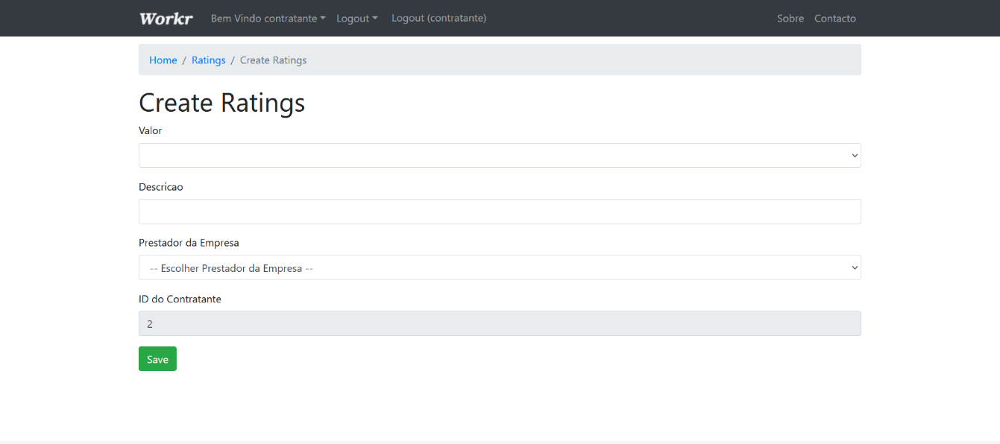 Workr Bem Vindo contratante Logout Logout (contratante) Sobre Contacto
Home / Ratings / Create Ratings
Create Ratings
Valor
Descricao
Prestador da Empresa
-- Escolher Prestador da Empresa --
ID do Contratante
2
Save